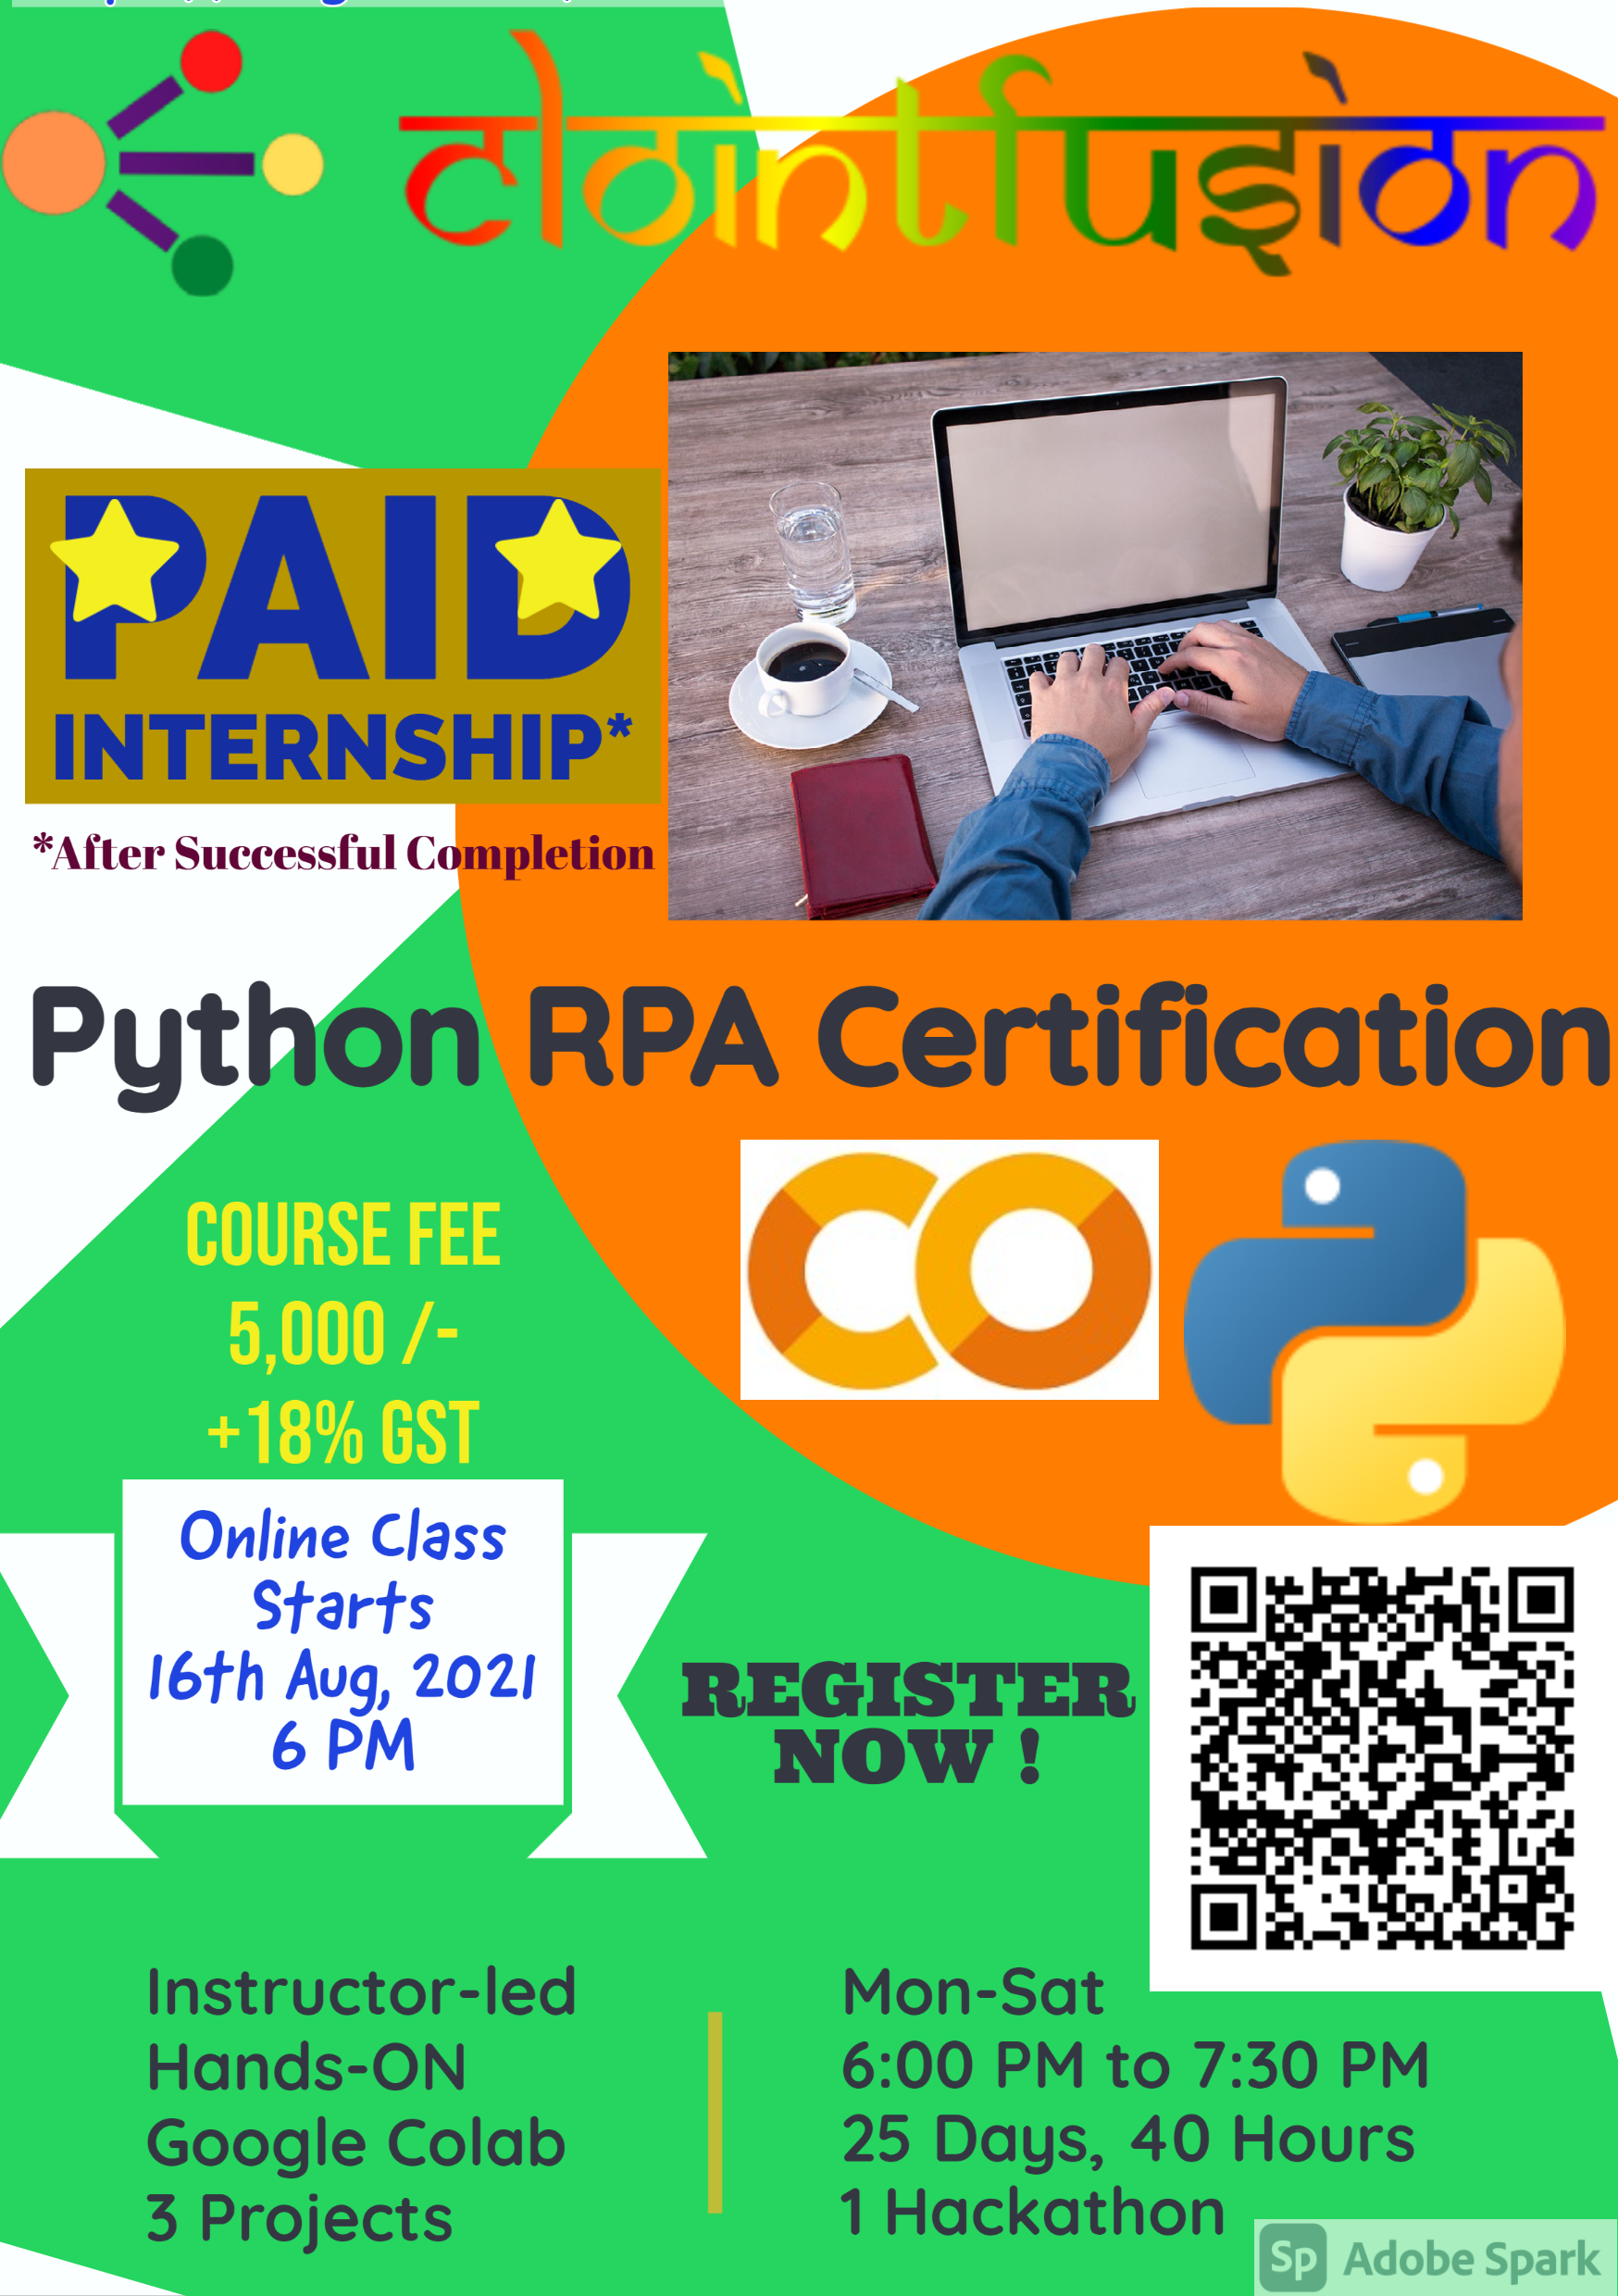 clointfusion
PAID
INTERNSHIP*
*After Successful Completion
Python RPA Certification
COURSE FEE
5,000 /-
+18% GST
Online Class
Starts
16th Aug, 2021
6 PM
REGISTER
NOW !
Instructor-led
Hands-ON
Google Colab
3 Projects
Mon-Sat
6:00 PM to 7:30 PM
25 Days, 40 Hours
1 Hackathon
Sp Adobe Spark